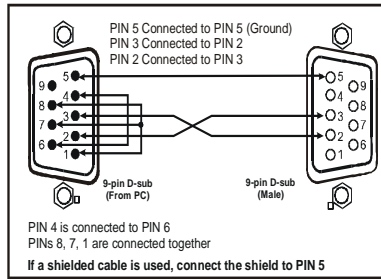 PIN 5 Connected to PIN 5 (Ground)
PIN 3 Connected to PIN 2
PIN 2 Connected to PIN 3
5
9
4
8
3
7
2
6
1
5
9
4
8
3
7
2
6
1
9-pin D-sub
(From PC)
9-pin D-sub
(Male)
PIN 4 is connected to PIN 6
PINs 8, 7, 1 are connected together
If a shielded cable is used, connect the shield to PIN 5